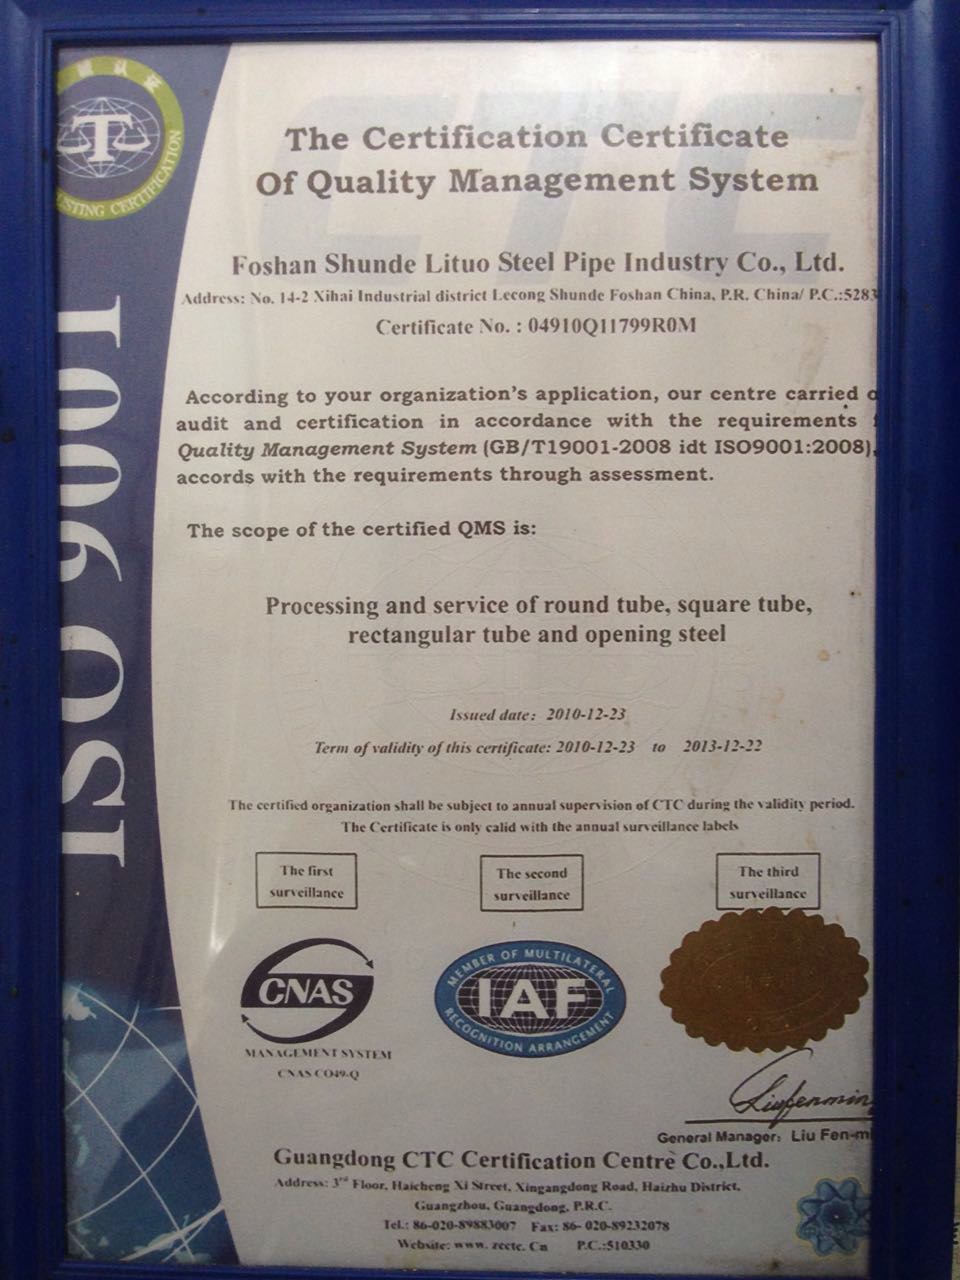 The Certification Certificate
Of Quality Management System
Foshan Shunde Lituo Steel Pipe Industry Co., Ltd.
Address: No. 14-2 Xihai Industrial district Lecong Shunde Foshan China, P.R. China/ P.C.:5283
Certificate No. : 04910Q11799R0M
According to your organization's application, our centre carried
audit and certification in accordance with the requirements
Quality Management System (GB/T19001-2008 idt ISO9001:2008),
accords with the requirements through assessment.
The scope of the certified QMS is:
Processing and service of round tube, square tube,
rectangular tube and opening steel
Issued date: 2010-12-23
Term of validity of this certificate: 2010-12-23 to 2013-12-22
The certified organization shall be subject to annual supervision of CTC during the validity period.
The Certificate is only calid with the annual surveillance labels
The first
surveillance
The second
surveillance
The third
surveillance
CNAS
MANAGEMENT SYSTEM
CNAS CO49-Q
MEMBER OF MULTILATERAL
IAF
RECOGNITION ARRANGEMENT
Liufenmin
General Manager: Liu Fen-mi
Guangdong CTC Certification Centre Co.,Ltd.
Address: 3rd Floor, Haicheng Xi Street, Xingangdong Road, Haizhu District,
Guangzhou, Guangdong, P.R.C.
Tel.: 86-020-89883007 Fax: 86- 020-89232078
Website: www. zcctc. Cn P.C.:510330
ISO 9001
认证
T
CERTIFICATION
CTC